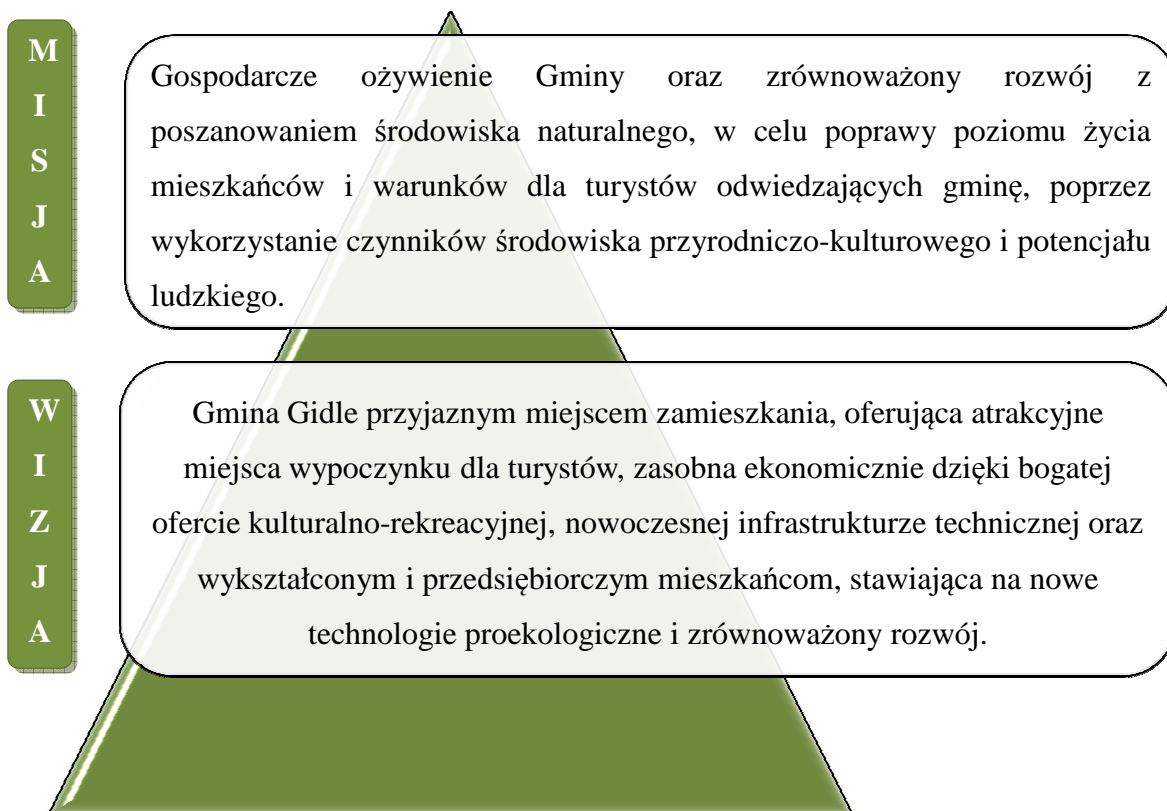 M
I
S
J
A
Gospodarcze ożywienie Gminy oraz zrównoważony rozwój z
poszanowaniem środowiska naturalnego, w celu poprawy poziomu życia
mieszkańców i warunków dla turystów odwiedzających gminę, poprzez
wykorzystanie czynników środowiska przyrodniczo-kulturowego i potencjału
ludzkiego.
W
I
Z
J
A
Gmina Gidle przyjaznym miejscem zamieszkania, oferująca atrakcyjne
miejsca wypoczynku dla turystów, zasobna ekonomicznie dzięki bogatej
ofercie kulturalno-rekreacyjnej, nowoczesnej infrastrukturze technicznej oraz
wykształconym i przedsiębiorczym mieszkańcom, stawiająca na nowe
technologie proekologiczne i zrównoważony rozwój.